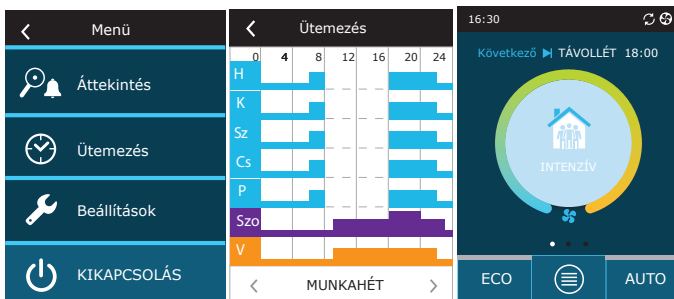 Menü
Áttekintés
Ütemezés
Beállítások
KIKAPCSOLÁS
Ütemezés
0 4 8 12 16 20 24
H
K
Sz
Cs
P
Szo
V
MUNKAHÉT
16:30
Következő TÁVOLLÉT 18:00
INTENZÍV
ECO AUTO